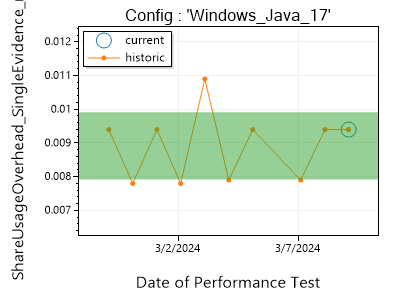 Config : 'Windows_Java_17'
current
historic
0.012
0.011
0.01
0.009
0.008
0.007
3/2/2024
3/7/2024
Date of Performance Test
ShareUsageOverhead_SingleEvidence_